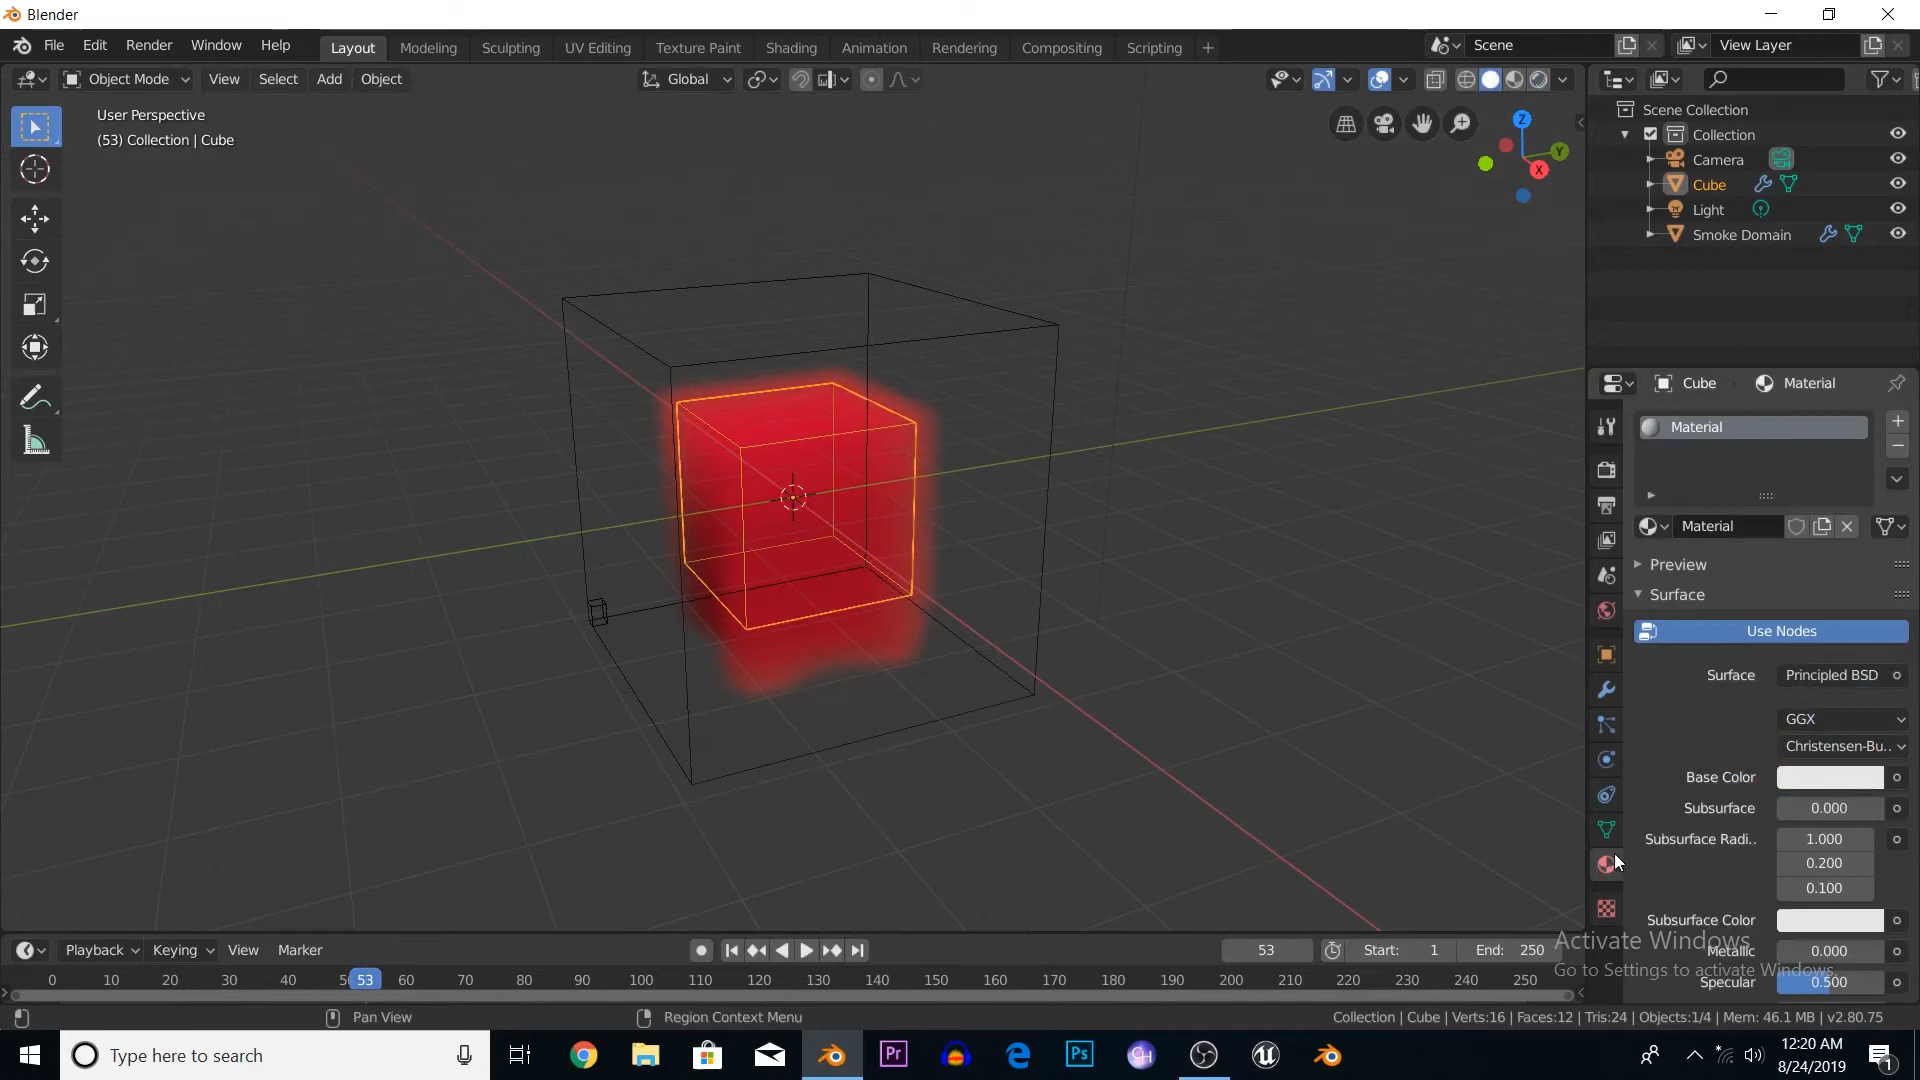 Blender
File Edit Render Window Help Layout Modeling Sculpting UV Editing Texture Paint Shading Animation Rendering Compositing Scripting + Scene View Layer
Object Mode View Select Add Object Global
User Perspective
(53) Collection | Cube
Z
Y
X
Scene Collection
Collection
Camera
Cube
Light
Smoke Domain
Cube Material
Material
Material
Preview
Surface
Use Nodes
Surface Principled BSD
GGX
Christensen-Bu..
Base Color
Subsurface 0.000
Subsurface Radi.. 1.000
0.200
0.100
Subsurface Color
Metallic 0.000
Specular 0.500
Activate Windows
Go to Settings to activate Windows.
Playback Keying View Marker 53 Start: 1 End: 250
0 10 20 30 40 53 60 70 80 90 100 110 120 130 140 150 160 170 180 190 200 210 220 230 240 250
Pan View Region Context Menu Collection | Cube | Verts:16 | Faces:12 | Tris:24 | Objects:1/4 | Mem: 46.1 MB | v2.80.75
Type here to search Pr Ps CH 12:20 AM
8/24/2019 1